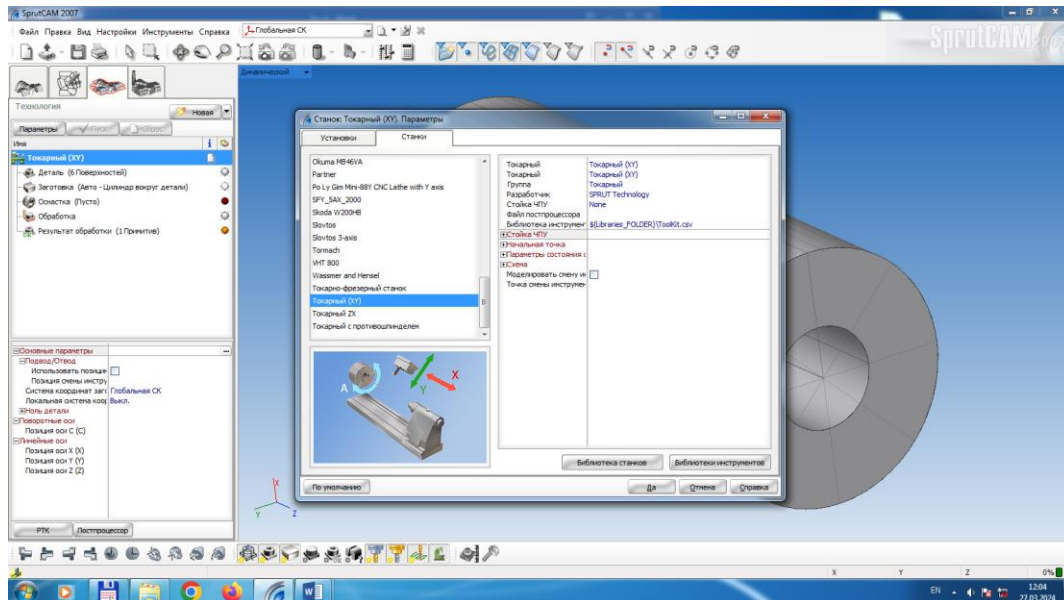 SprutCAM 2007
Файл Правка Вид Настройки Инструменты Справка
Глобальная СК
SprutCAM 2007
Динамический
Технология
Новая
Параметры
Пуск
Сброс
Имя
Токарный (XY)
Деталь (6 Поверхностей)
Заготовка (Авто - Цилиндр вокруг детали)
Оснастка (Пусто)
Обработка
Результат обработки (1 Примитив)
Основные параметры
Подвод/Отвод
Использовать позици
Позиция смены инстру
Система координат заг Глобальная СК
Локальная система коор Выкл.
Ноль детали
Поворотные оси
Позиция оси C (C)
Линейные оси
Позиция оси X (X)
Позиция оси Y (Y)
Позиция оси Z (Z)
РТК
Постпроцессор
Станок: Токарный (XY). Параметры
Установки
Станки
Okuma MB46VA
Partner
Po Ly Gim Mini-88Y CNC Lathe with Y axis
SFY_5AX_2000
Skoda W200HB
Slovtos
Slovtos 3-axis
Tormach
VHT 800
Wassmer and Hensel
Токарно-фрезерный станок
Токарный (XY)
Токарный ZX
Токарный с противошпинделем
Токарный Токарный (XY)
Токарный Токарный (XY)
Группа Токарный
Разработчик SPRUT Technology
Стойка ЧПУ None
Файл постпроцессора
Библиотека инструмен $(Libraries_FOLDER)\ToolKit.csv
Стойка ЧПУ
Начальная точка
Параметры состояния с
Схема
Моделировать смену ин
Точка смены инструмен
A
X
Y
Библиотека станков
Библиотеки инструментов
По умолчанию
Да
Отмена
Справка
X
Y
Z
X
Y
Z
0%
EN
12:04
27.03.2024